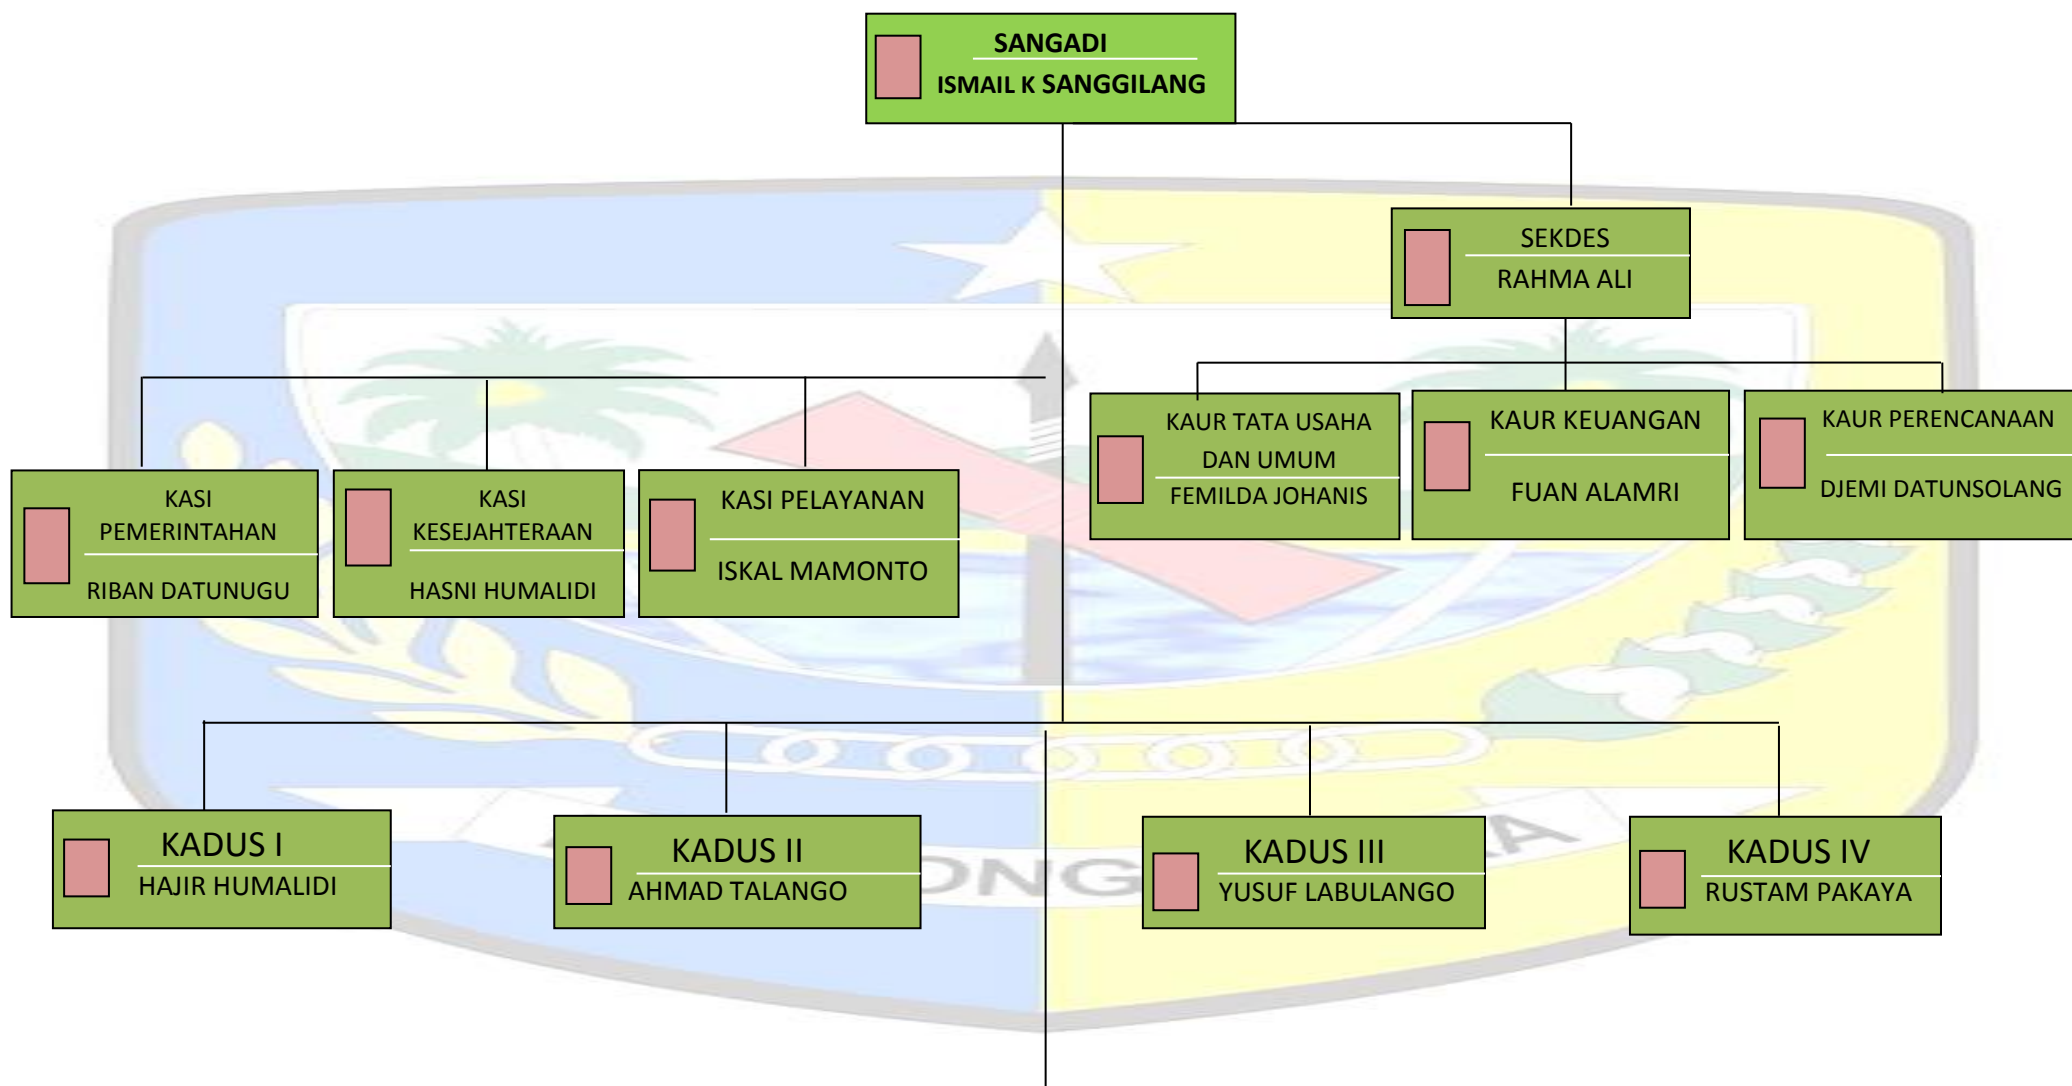 SANGADI
ISMAIL K SANGGILANG
SEKDES
RAHMA ALI
KAUR TATA USAHA
DAN UMUM
FEMILDA JOHANIS
KAUR KEUANGAN
FUAN ALAMRI
KAUR PERENCANAAN
DJEMI DATUNSOLANG
KASI
PEMERINTAHAN
RIBAN DATUNUGU
KASI
KESEJAHTERAAN
HASNI HUMALIDI
KASI PELAYANAN
ISKAL MAMONTO
KADUS I
HAJIR HUMALIDI
KADUS II
AHMAD TALANGO
KADUS III
YUSUF LABULANGO
KADUS IV
RUSTAM PAKAYA